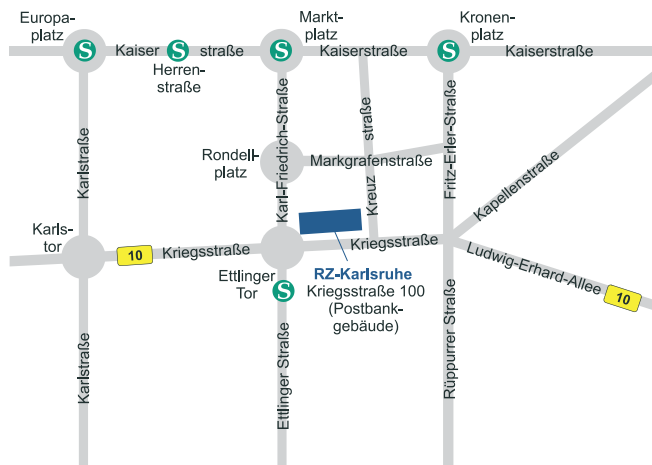 Europa-
platz
Markt-
platz
Kronen-
platz
S
Kaiser
S
straße
S
Kaiserstraße
S
Kaiserstraße
Herren-
straße
Karlstraße
Karl-Friedrich-Straße
Kreuz
straße
Fritz-Erler-Straße
Rondell-
platz
Markgrafenstraße
Kapellenstraße
Karls-
tor
10
Kriegsstraße
Kriegsstraße
Ludwig-Erhard-Allee
10
Ettlinger
Tor
S
RZ-Karlsruhe
Kriegsstraße 100
(Postbank-
gebäude)
Karlstraße
Ettlinger Straße
Rüppurrer Straße